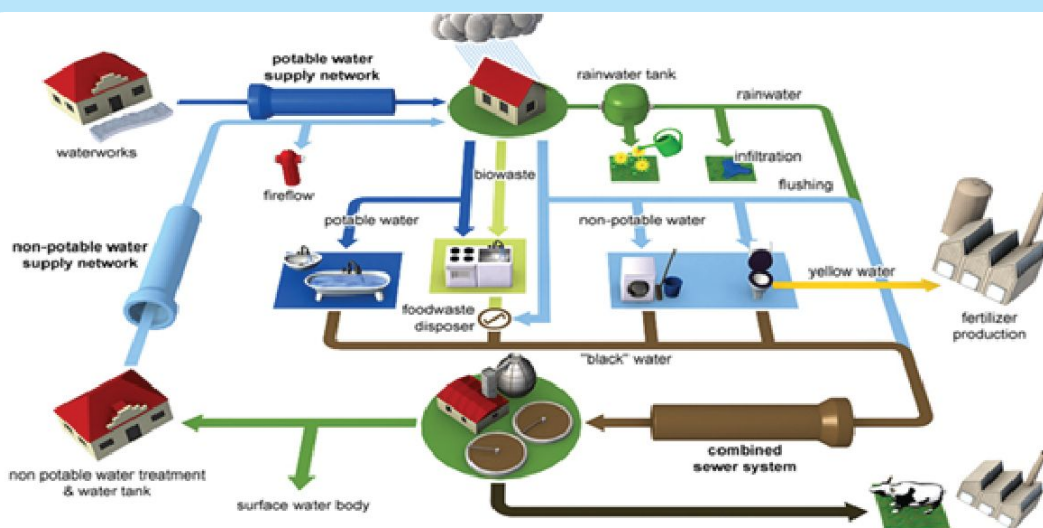 potable water
supply network
rainwater tank
rainwater
waterworks
fireflow
biowaste
infiltration
flushing
potable water
non-potable water
non-potable water
supply network
yellow water
foodwaste
disposer
fertilizer
production
"black" water
combined
sewer system
non potable water treatment
& water tank
surface water body